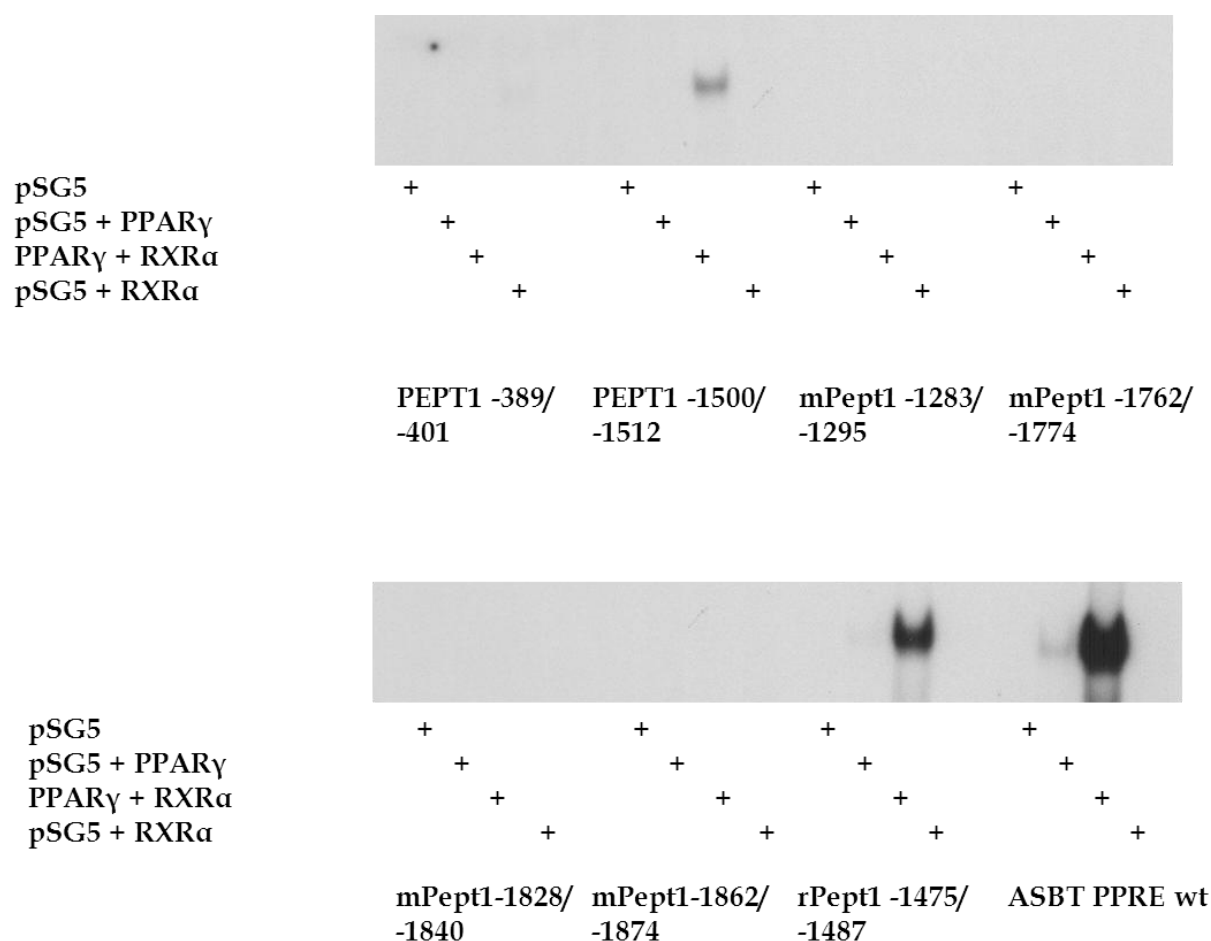 pSG5 + + + +
pSG5 + PPARγ + + + +
PPARγ + RXRα + + + +
pSG5 + RXRα + + + +
PEPT1 -389/ PEPT1 -1500/ mPept1 -1283/ mPept1 -1762/
-401 -1512 -1295 -1774
pSG5 + + + +
pSG5 + PPARγ + + + +
PPARγ + RXRα + + + +
pSG5 + RXRα + + + +
mPept1-1828/ mPept1-1862/ rPept1 -1475/ ASBT PPRE wt
-1840 -1874 -1487